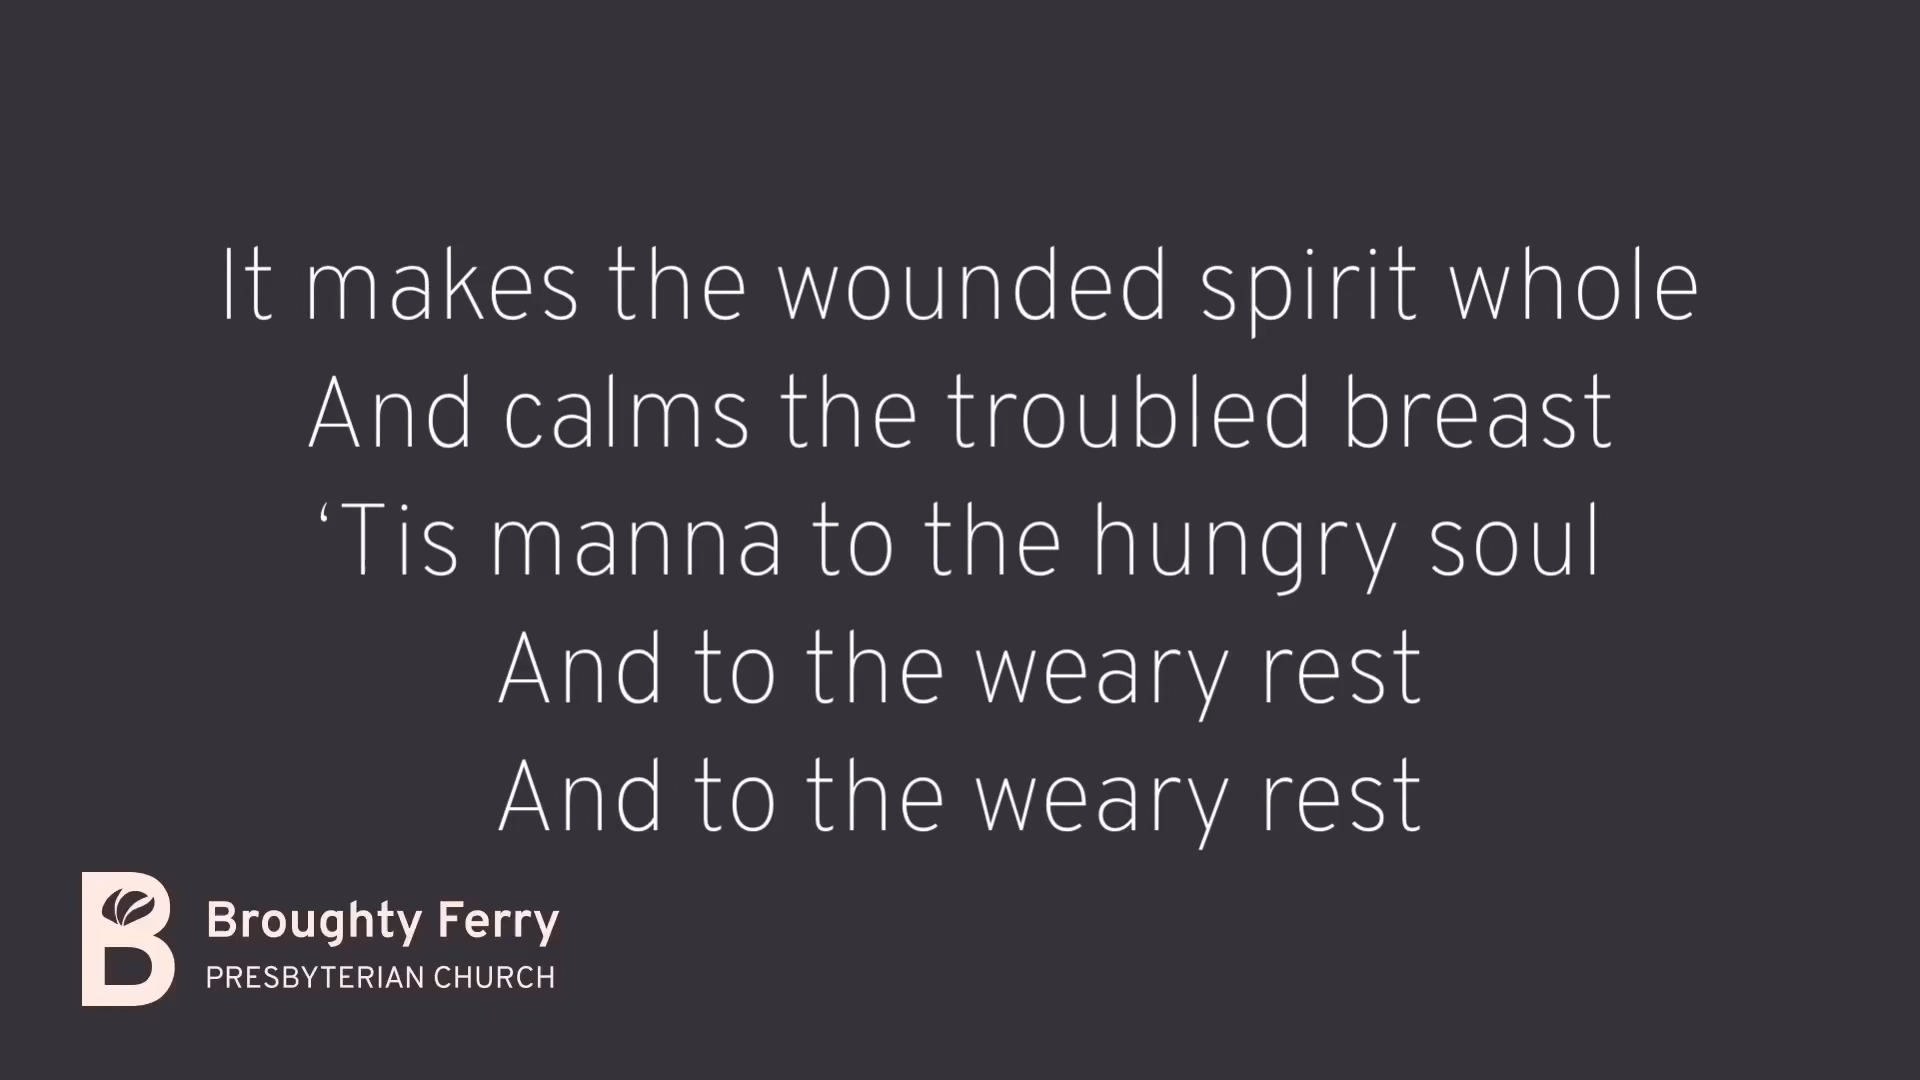 It makes the wounded spirit whole
And calms the troubled breast
‘Tis manna to the hungry soul
And to the weary rest
And to the weary rest
Broughty Ferry
PRESBYTERIAN CHURCH